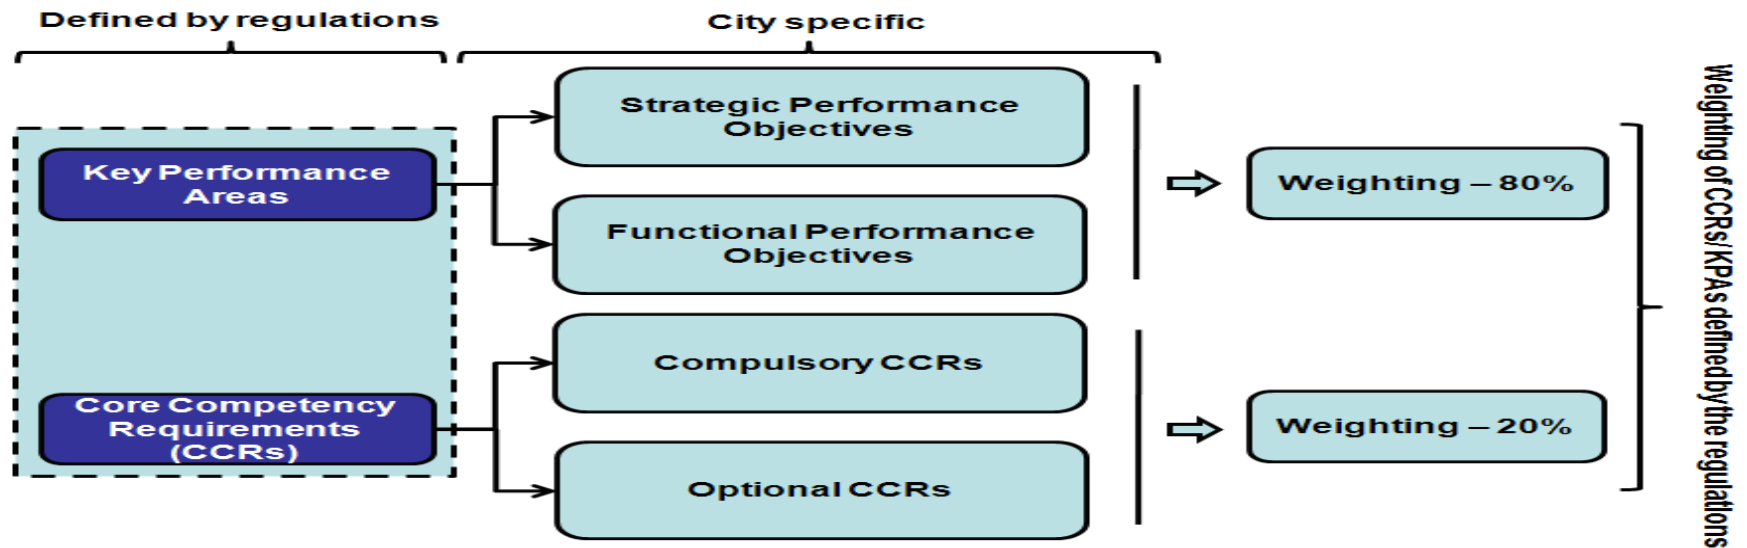 Defined by regulations
City specific
Key Performance
Areas
Strategic Performance
Objectives
Functional Performance
Objectives
Weighting – 80%
Core Competency
Requirements
(CCRs)
Compulsory CCRs
Optional CCRs
Weighting – 20%
Weighting of CCRs/ KPAs defined by the regulations